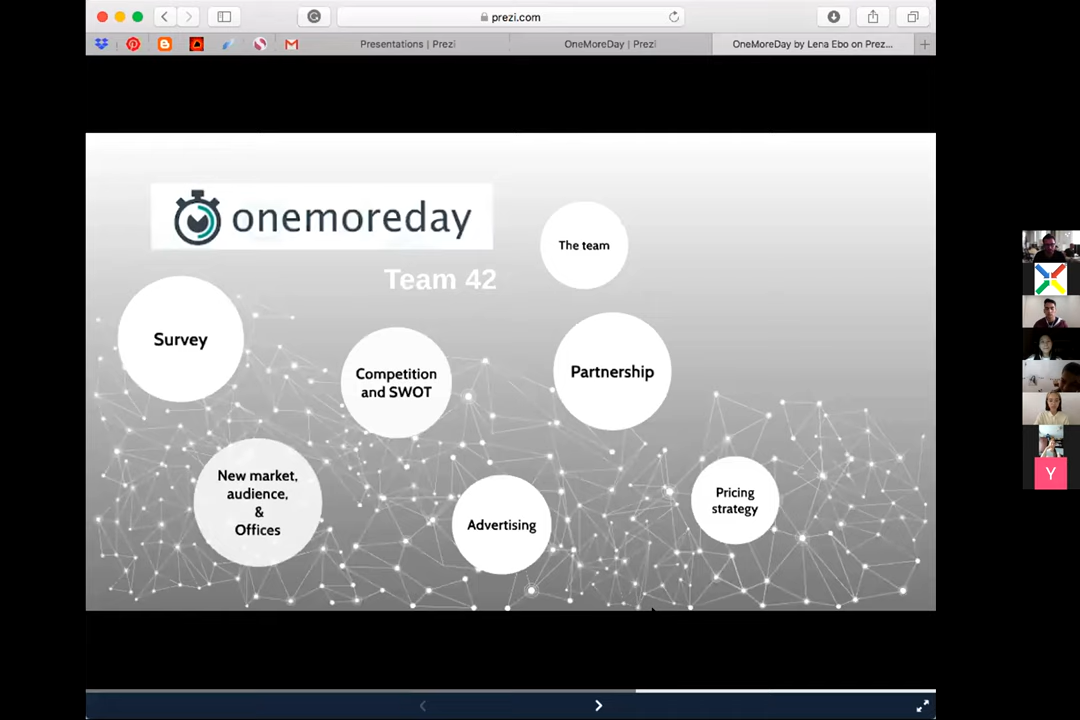 prezi.com
Presentations | Prezi
OneMoreDay | Prezi
OneMoreDay by Lena Ebo on Prez...
onemoreday
Team 42
The team
Survey
Competition
and SWOT
Partnership
New market,
audience,
&
Offices
Advertising
Pricing
strategy
Y